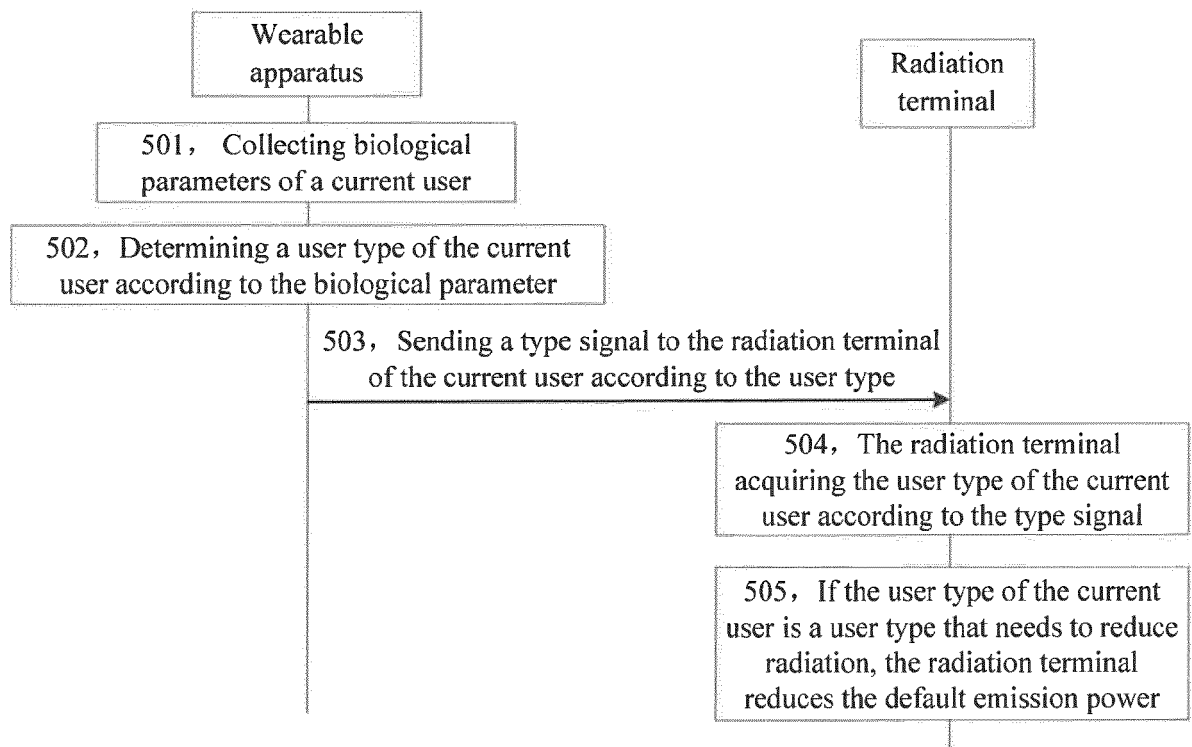 Wearable
apparatus
Radiation
terminal
501， Collecting biological
parameters of a current user
502，Determining a user type of the current
user according to the biological parameter
503，Sending a type signal to the radiation terminal
of the current user according to the user type
504，The radiation terminal
acquiring the user type of the current
user according to the type signal
505，If the user type of the current
user is a user type that needs to reduce
radiation, the radiation terminal
reduces the default emission power